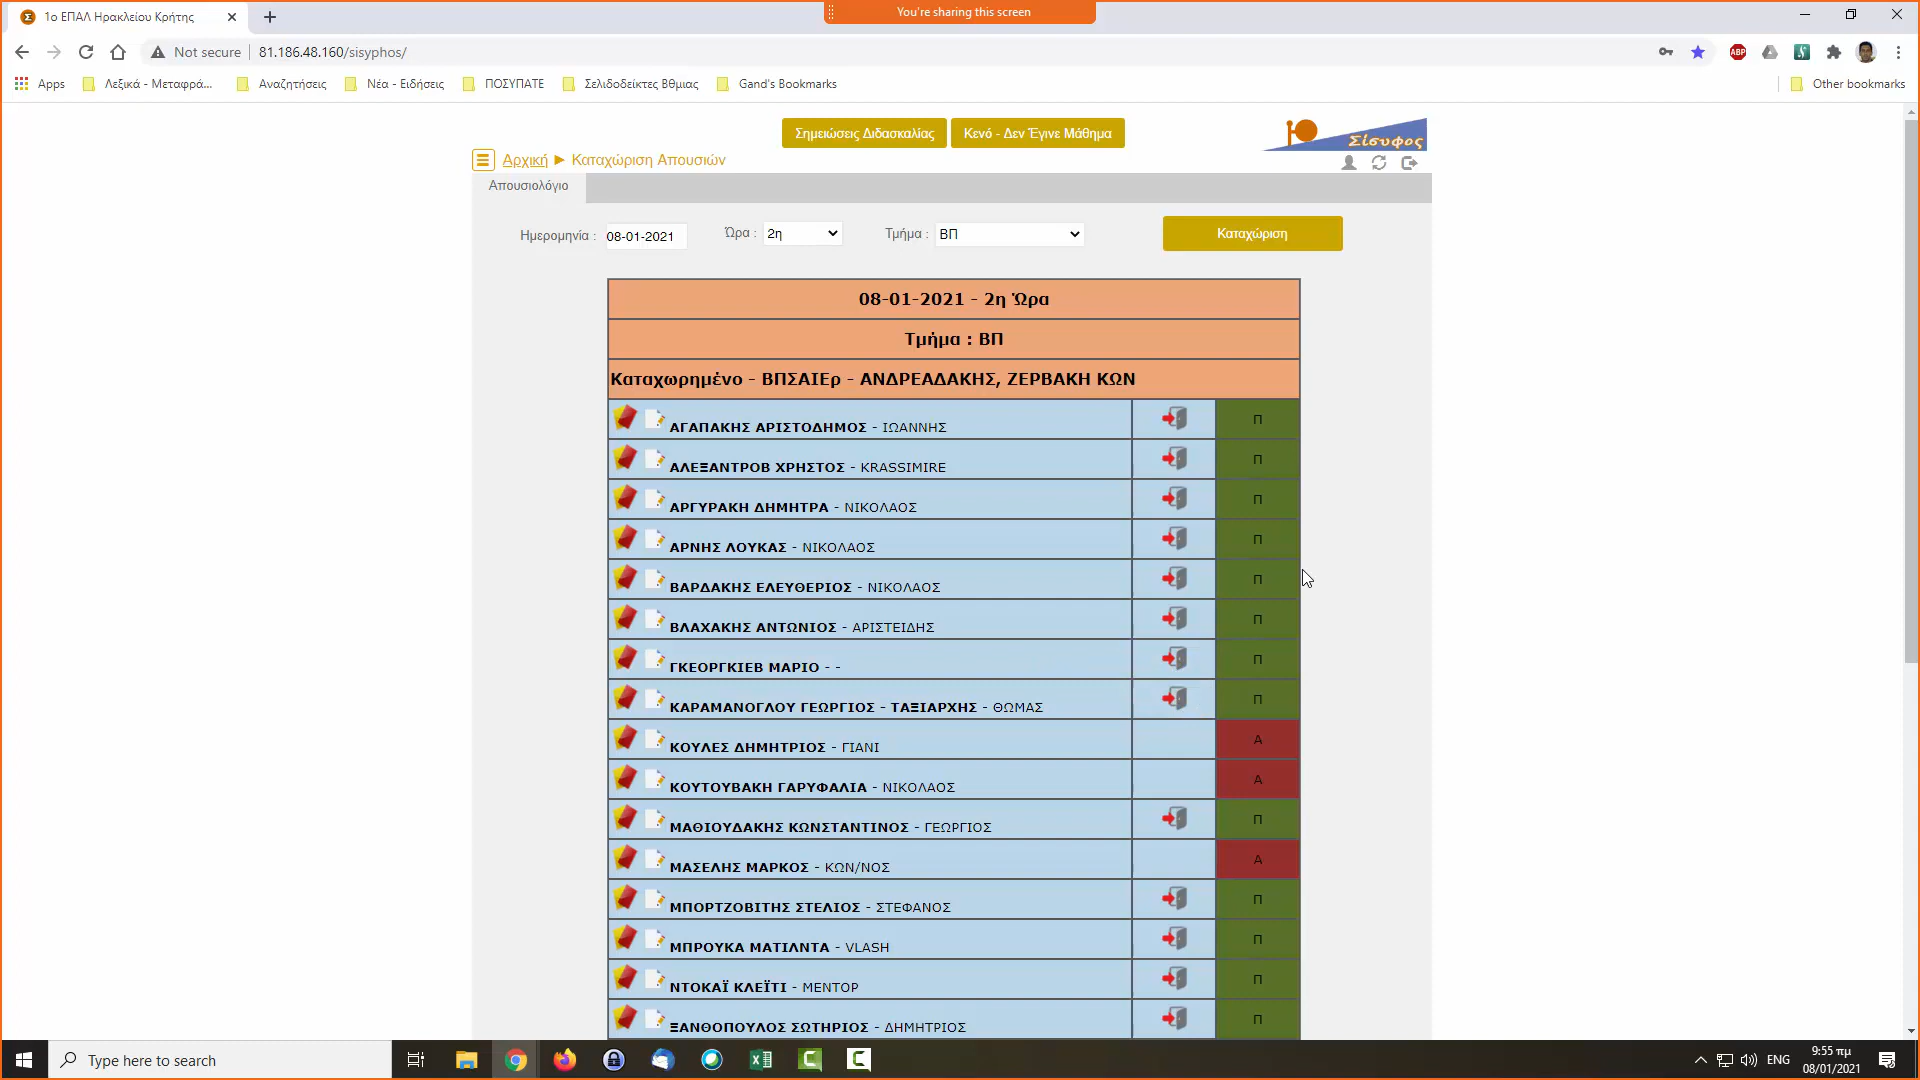 1ο ΕΠΑΛ Ηρακλείου Κρήτης
You're sharing this screen
Not secure
81.186.48.160/sisyphos/
ABP
Apps
Λεξικά - Μεταφρά...
Αναζητήσεις
Νέα - Ειδήσεις
ΠΟΣΥΠΑΤΕ
Σελιδοδείκτες Βθμιας
Gand's Bookmarks
Other bookmarks
Σημειώσεις Διδασκαλίας
Κενό - Δεν Έγινε Μάθημα
Σίσυφος
Αρχική ► Καταχώριση Απουσιών
Απουσιολόγιο
Ημερομηνία : 08-01-2021
Ώρα : 2η
Τμήμα : ΒΠ
Καταχώριση
08-01-2021 - 2η Ώρα
Τμήμα : ΒΠ
Καταχωρημένο - ΒΠΣΑΙΕρ - ΑΝΔΡΕΑΔΑΚΗΣ, ΖΕΡΒΑΚΗ ΚΩΝ
ΑΓΑΠΑΚΗΣ ΑΡΙΣΤΟΔΗΜΟΣ - ΙΩΑΝΝΗΣ Π
ΑΛΕΞΑΝΤΡΟΒ ΧΡΗΣΤΟΣ - KRASSIMIRE Π
ΑΡΓΥΡΑΚΗ ΔΗΜΗΤΡΑ - ΝΙΚΟΛΑΟΣ Π
ΑΡΝΗΣ ΛΟΥΚΑΣ - ΝΙΚΟΛΑΟΣ Π
ΒΑΡΔΑΚΗΣ ΕΛΕΥΘΕΡΙΟΣ - ΝΙΚΟΛΑΟΣ Π
ΒΛΑΧΑΚΗΣ ΑΝΤΩΝΙΟΣ - ΑΡΙΣΤΕΙΔΗΣ Π
ΓΚΕΟΡΓΚΙΕΒ ΜΑΡΙΟ - - Π
ΚΑΡΑΜΑΝΟΓΛΟΥ ΓΕΩΡΓΙΟΣ - ΤΑΞΙΑΡΧΗΣ - ΘΩΜΑΣ Π
ΚΟΥΛΕΣ ΔΗΜΗΤΡΙΟΣ - ΓΙΑΝΙ Α
ΚΟΥΤΟΥΒΑΚΗ ΓΑΡΥΦΑΛΙΑ - ΝΙΚΟΛΑΟΣ Α
ΜΑΘΙΟΥΔΑΚΗΣ ΚΩΝΣΤΑΝΤΙΝΟΣ - ΓΕΩΡΓΙΟΣ Π
ΜΑΣΕΛΗΣ ΜΑΡΚΟΣ - ΚΩΝ/ΝΟΣ Α
ΜΠΟΡΤΖΟΒΙΤΗΣ ΣΤΕΛΙΟΣ - ΣΤΕΦΑΝΟΣ Π
ΜΠΡΟΥΚΑ ΜΑΤΙΛΝΤΑ - VLASH Π
ΝΤΟΚΑΪ ΚΛΕΪΤΙ - MENTOP Π
ΞΑΝΘΟΠΟΥΛΟΣ ΣΩΤΗΡΙΟΣ - ΔΗΜΗΤΡΙΟΣ Π
Type here to search
ENG
9:55 πμ
08/01/2021